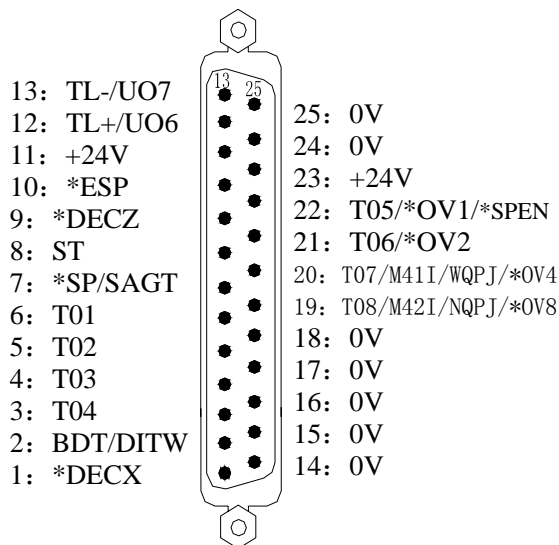 13 25
13：TL-/UO7
12：TL+/UO6
11：+24V
10：*ESP
9：*DECZ
8：ST
7：*SP/SAGT
6：T01
5：T02
4：T03
3：T04
2：BDT/DITW
1：*DECX
25：0V
24：0V
23：+24V
22：T05/*OV1/*SPEN
21：T06/*OV2
20：T07/M41I/WQPJ/*OV4
19：T08/M42I/NQPJ/*OV8
18：0V
17：0V
16：0V
15：0V
14：0V